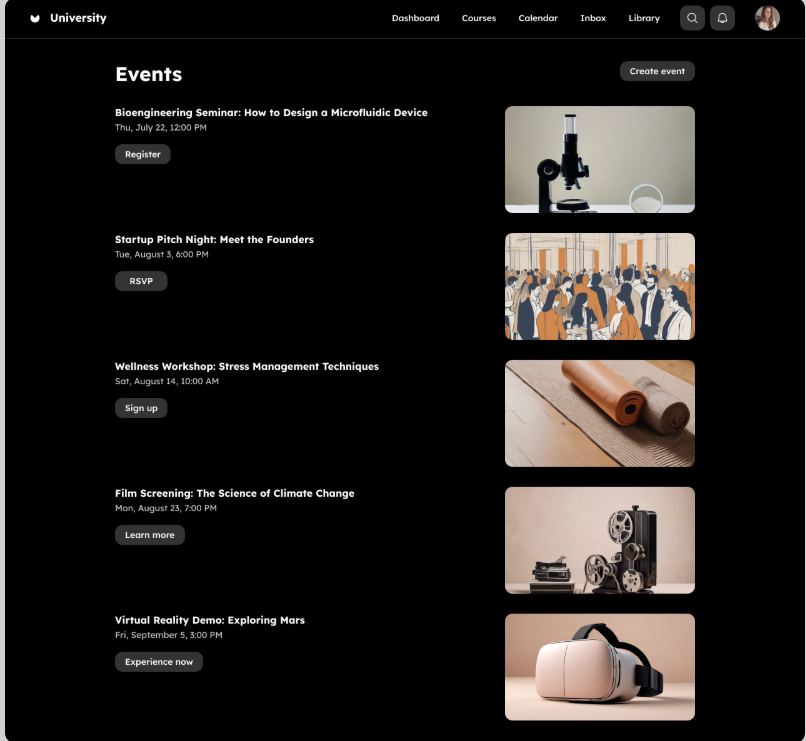 University
Dashboard
Courses
Calendar
Inbox
Library
Events
Create event
Bioengineering Seminar: How to Design a Microfluidic Device
Thu, July 22, 12:00 PM
Register
Startup Pitch Night: Meet the Founders
Tue, August 3, 6:00 PM
RSVP
Wellness Workshop: Stress Management Techniques
Sat, August 14, 10:00 AM
Sign up
Film Screening: The Science of Climate Change
Mon, August 23, 7:00 PM
Learn more
Virtual Reality Demo: Exploring Mars
Fri, September 5, 3:00 PM
Experience now